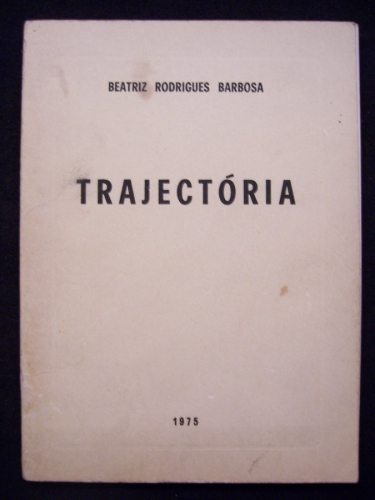 BEATRIZ RODRIGUES BARBOSA
TRAJECTÓRIA
1975